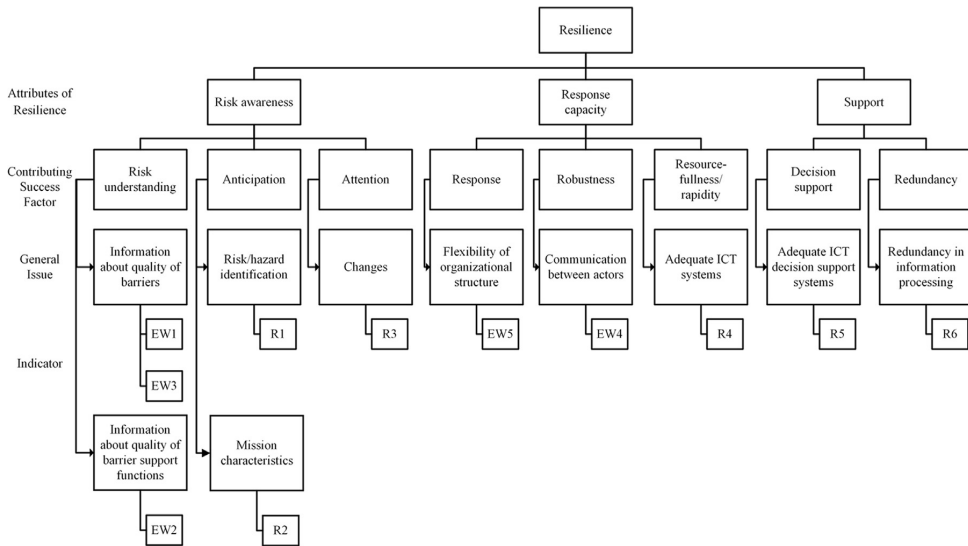 Resilience
Attributes of
Resilience
Risk awareness
Response
capacity
Support
Contributing
Success
Factor
Risk
understanding
Anticipation
Attention
Response
Robustness
Resource-
fullness/
rapidity
Decision
support
Redundancy
General
Issue
Information
about quality of
barriers
Risk/hazard
identification
Changes
Flexibility of
organizational
structure
Communication
between actors
Adequate ICT
systems
Adequate ICT
decision support
systems
Redundancy in
information
processing
Indicator
EW1
R1
R3
EW5
EW4
R4
R5
R6
EW3
Information
about quality of
barrier support
functions
Mission
characteristics
EW2
R2